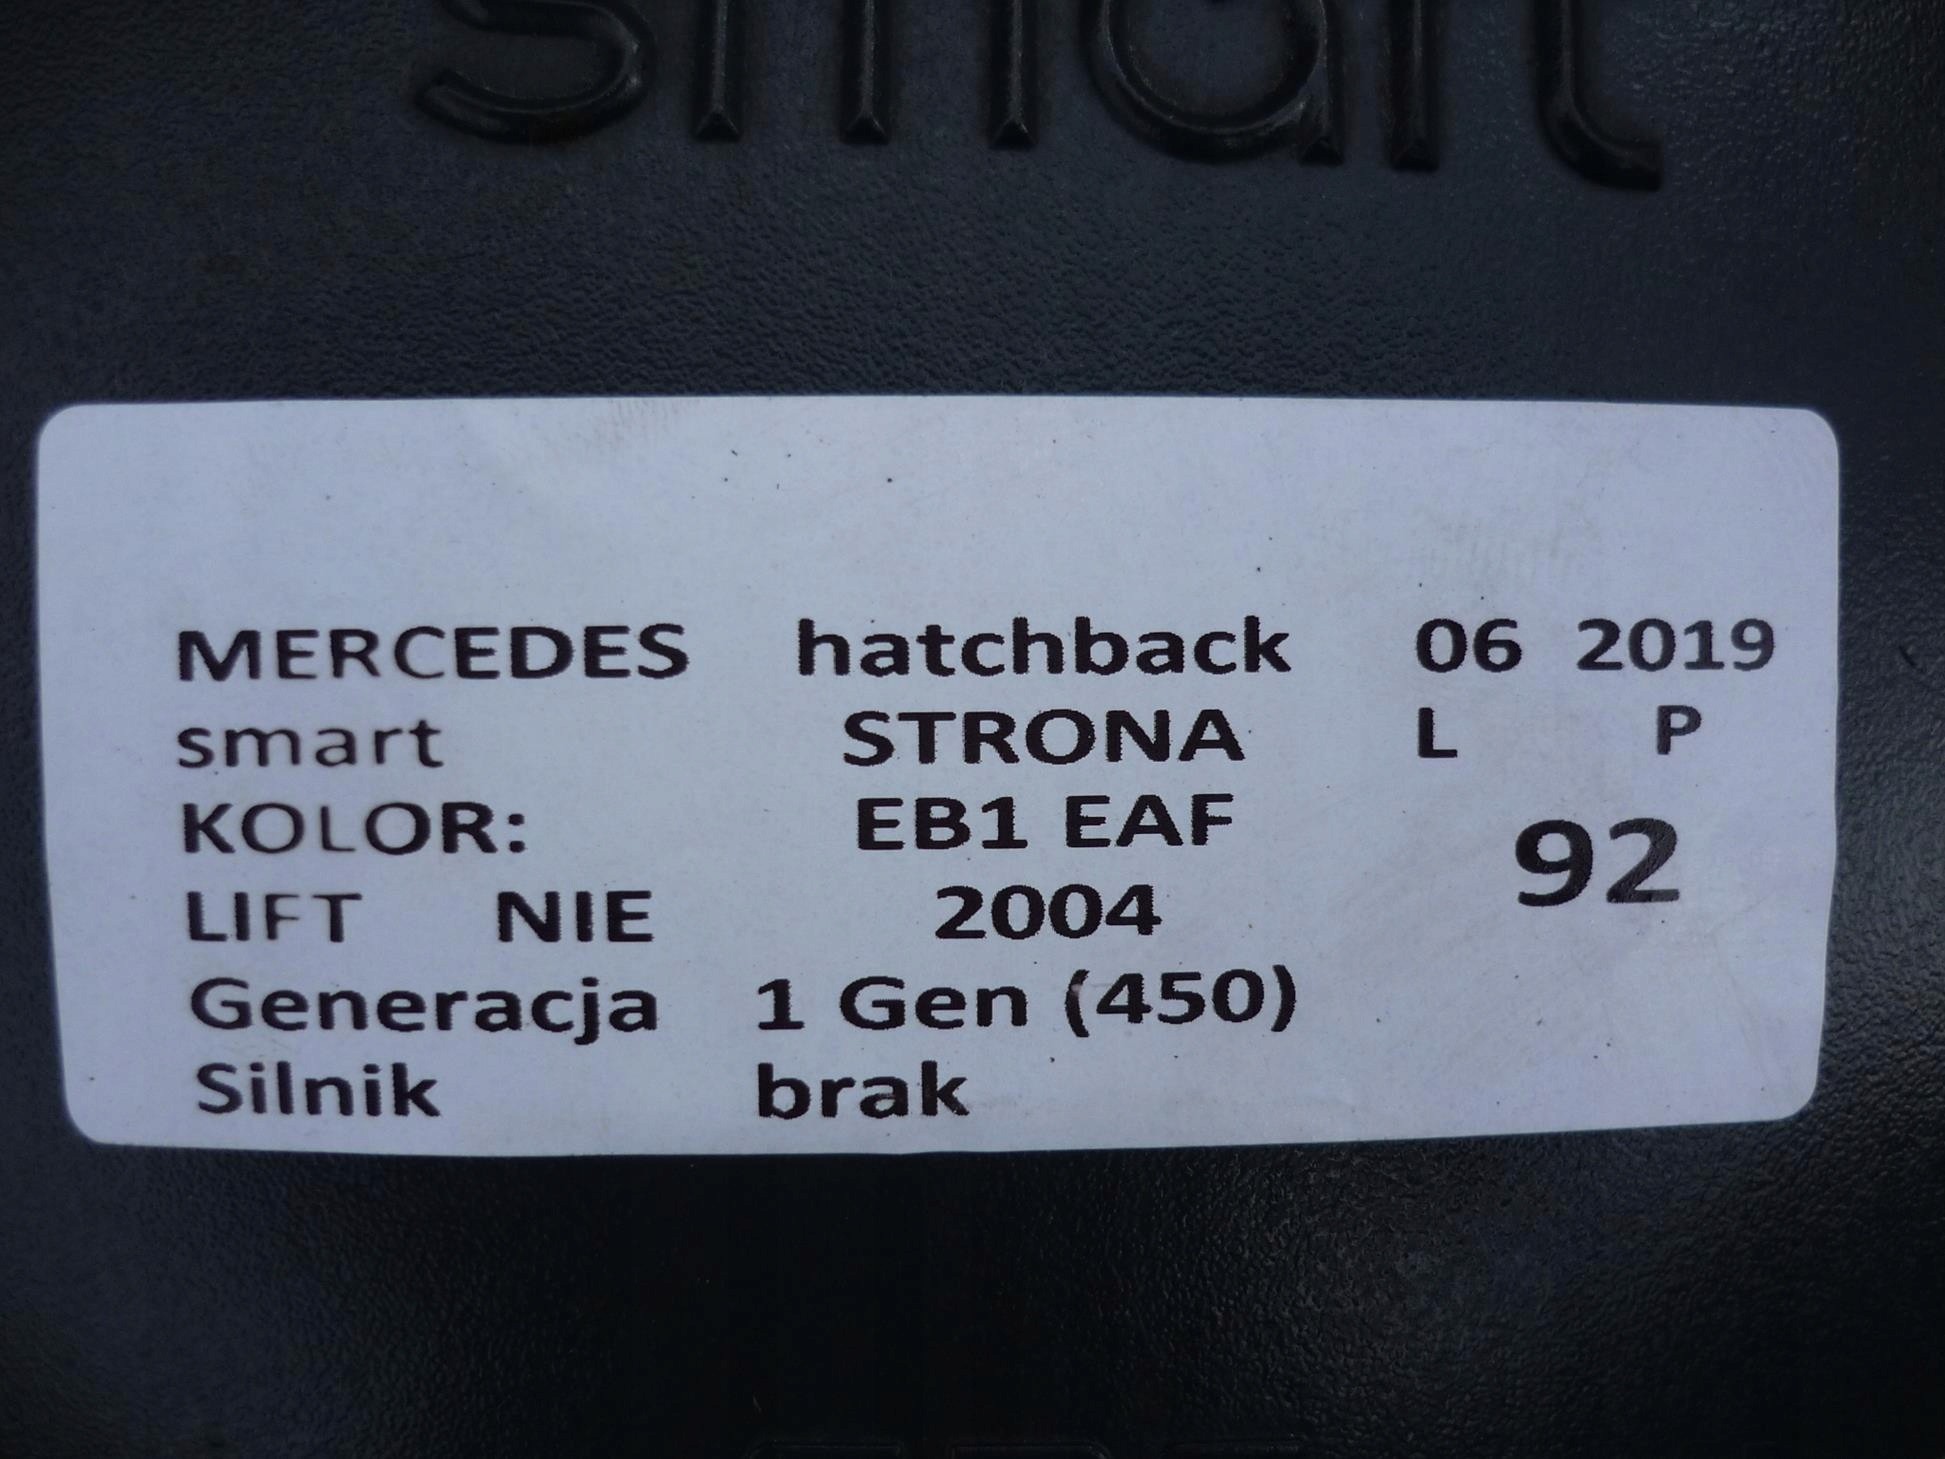 smart
MERCEDES hatchback 06 2019
smart STRONA L P
KOLOR: EB1 EAF 92
LIFT NIE 2004
Generacja 1 Gen (450)
Silnik brak